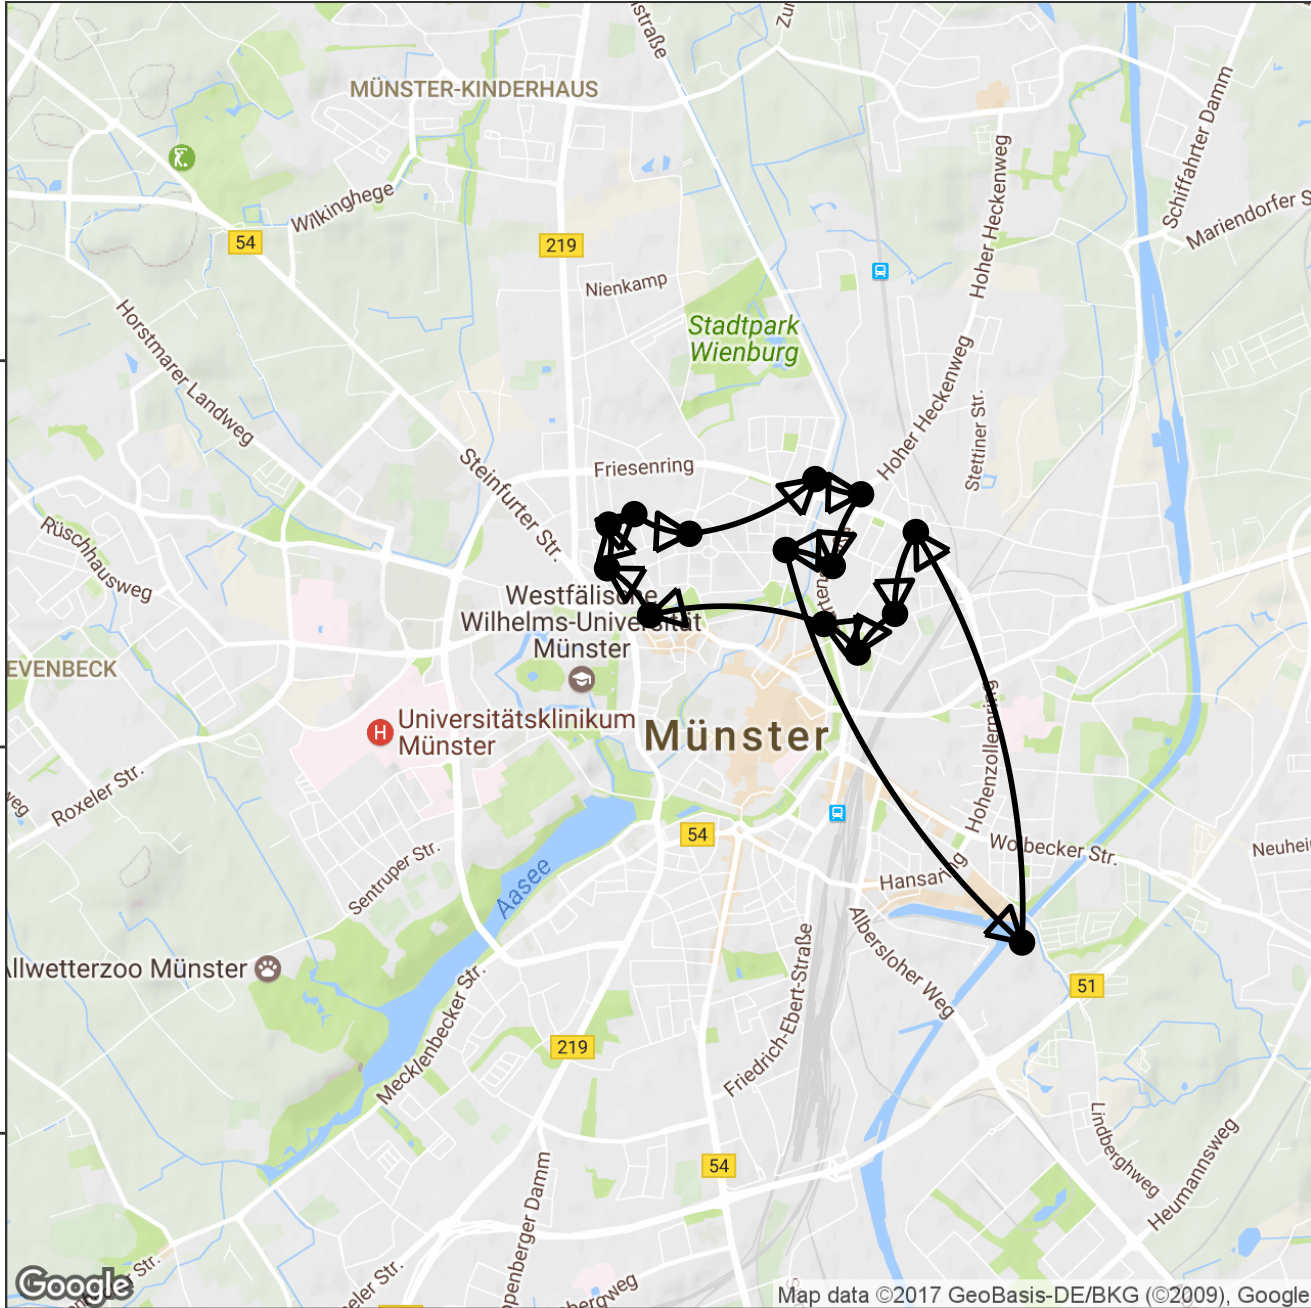 MÜNSTER-KINDERHAUS
Wilkinghege
54
219
Nienkamp
Stadtpark
Wienburg
Hoher Heckenweg
Schiffahrter Damm
Mariendorfer S
Horstmarer Landweg
Steinfurter Str.
Friesenring
Hoher Heckenweg
Stettiner Str.
Rüschhausweg
Westfälische
Wilhelms-Universität
Münster
EVENBECK
H
Universitätsklinikum
Münster
Münster
Hohenzollernring
Roxeler Str.
weg
54
Wolbecker Str.
Neuhei
Sentruper Str.
Aasee
Hansaring
Albersloher Weg
llwetterzoo Münster
51
Mecklenbecker Str.
Friedrich-Ebert-Straße
219
Lindberghweg
Heumannsweg
54
Google
Map data ©2017 GeoBasis-DE/BKG (©2009), Google